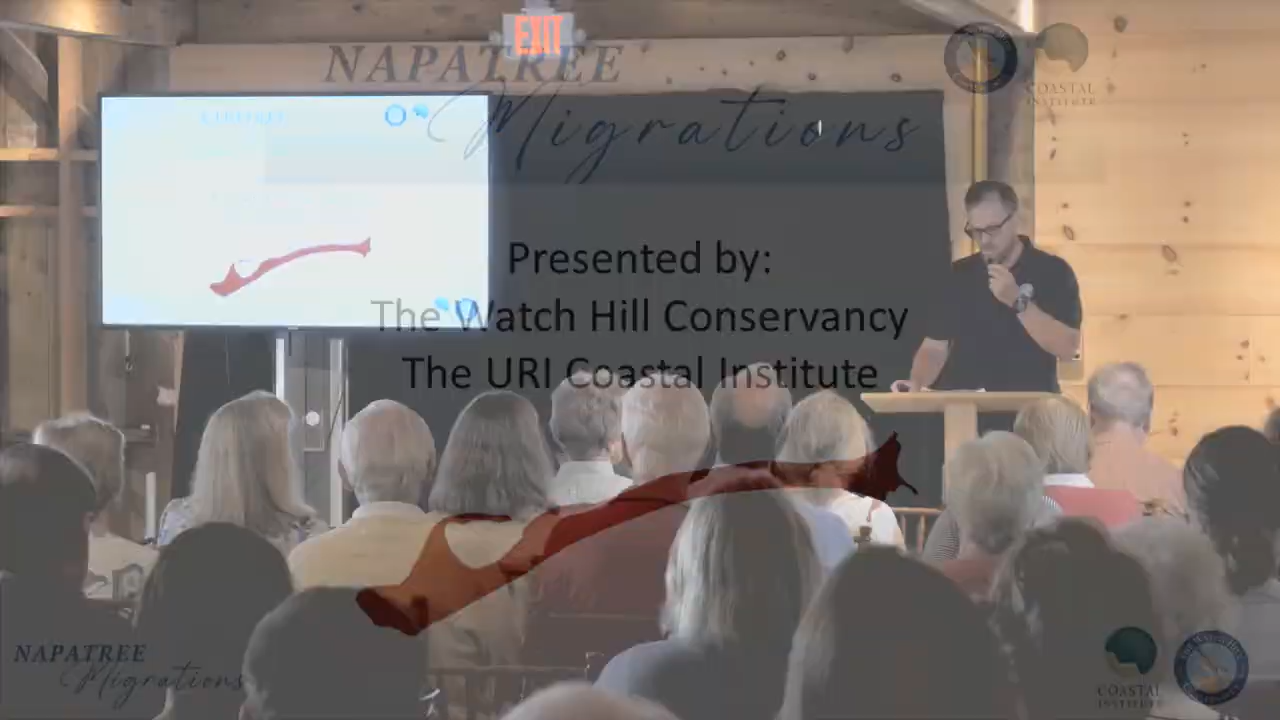 EXIT
NAPATREE
Migrations
COASTAL
INSTITUTE
Presented by:
The Watch Hill Conservancy
The URI Coastal Institute
NAPATREE
Migrations
COASTAL
INSTITUTE